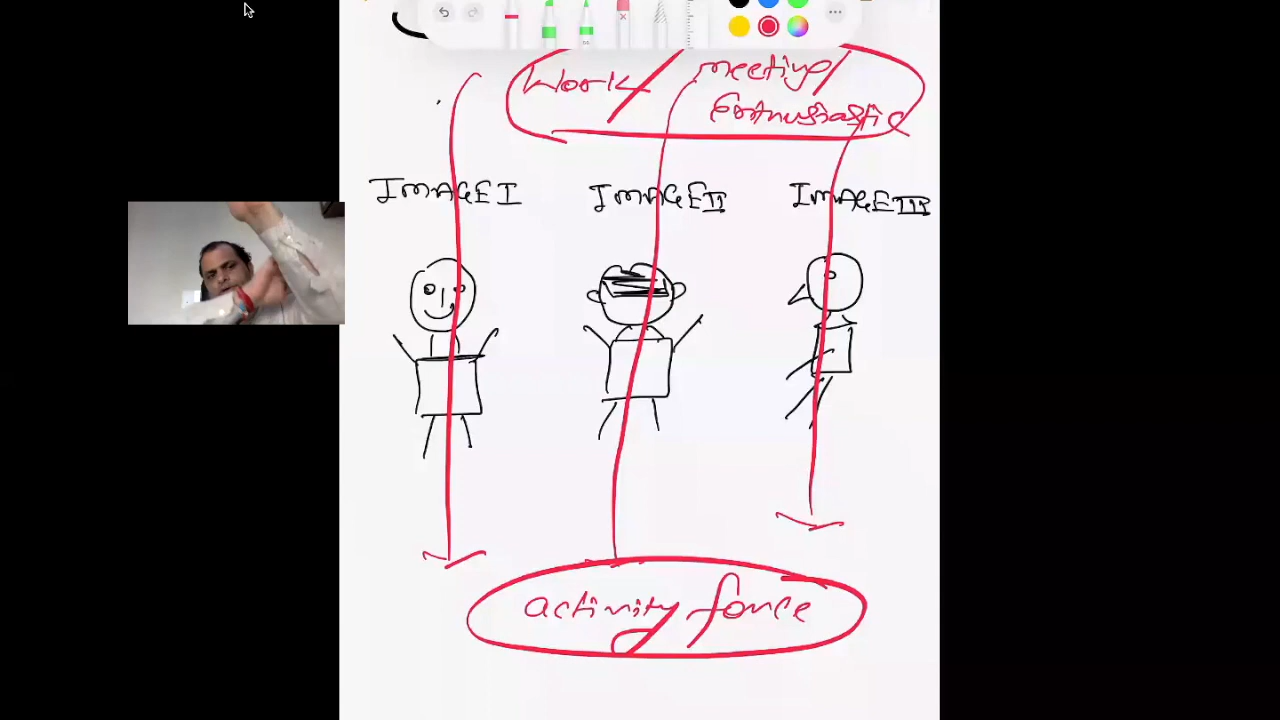 Work/ meeting/
Enthusiastic
IMAGE I IMAGE II IMAGE III
activity force